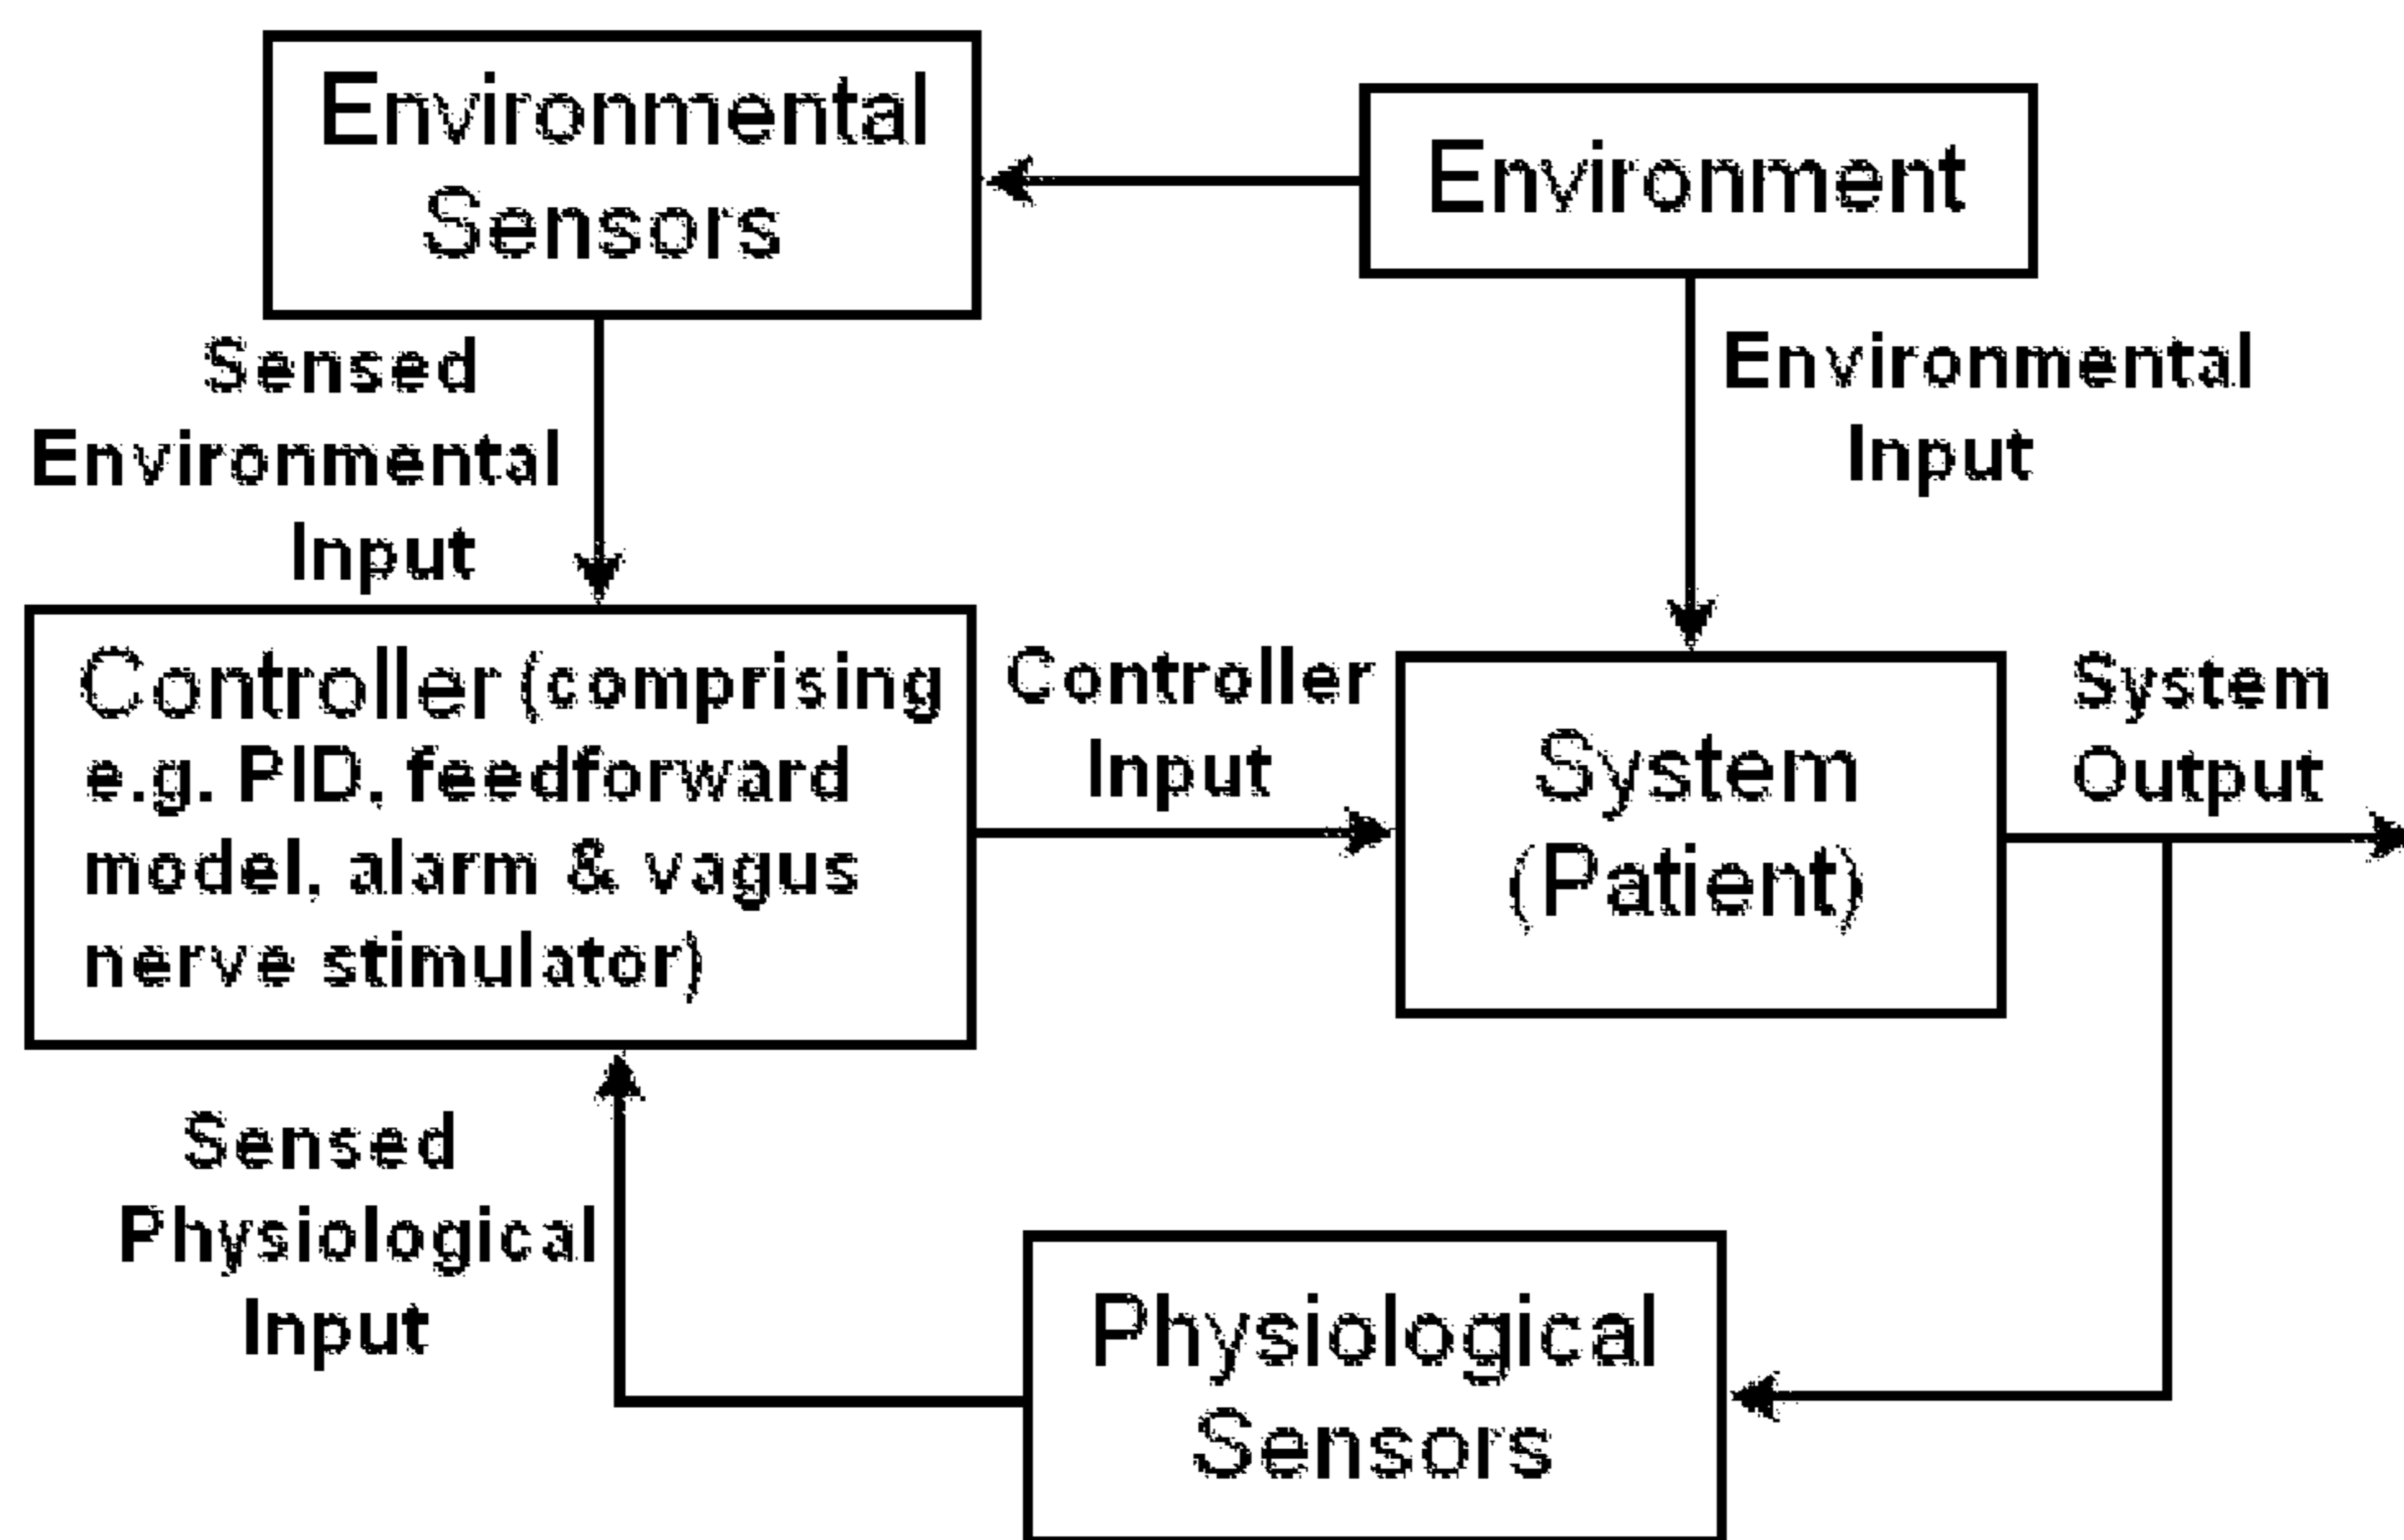 Environmental
Sensors
Environment
Sensed
Environmental
Input
Environmental
Input
Controller (comprising
e.g. PID, feedforward
model, alarm & vagus
nerve stimulator)
Controller
Input
System
(Patient)
System
Output
Sensed
Physiological
Input
Physiological
Sensors